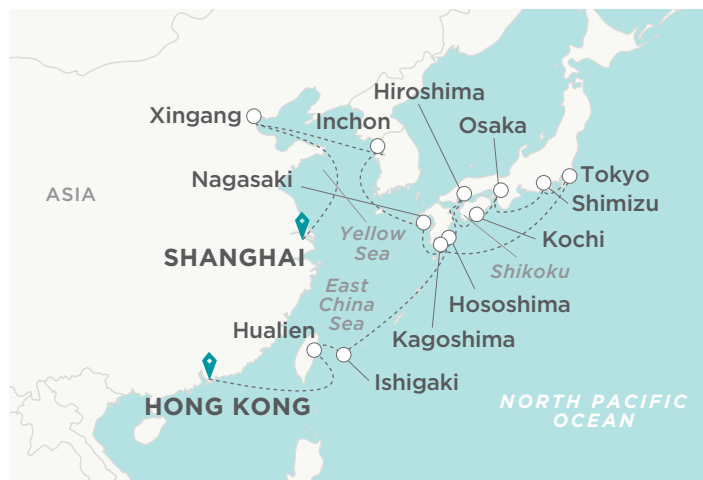 Hiroshima
Xingang
Inchon
Osaka
Nagasaki
Tokyo
ASIA
Shimizu
Yellow
Sea
Kochi
SHANGHAI
Shikoku
East
China
Sea
Hososhima
Hualien
Kagoshima
Ishigaki
HONG KONG
NORTH PACIFIC
OCEAN